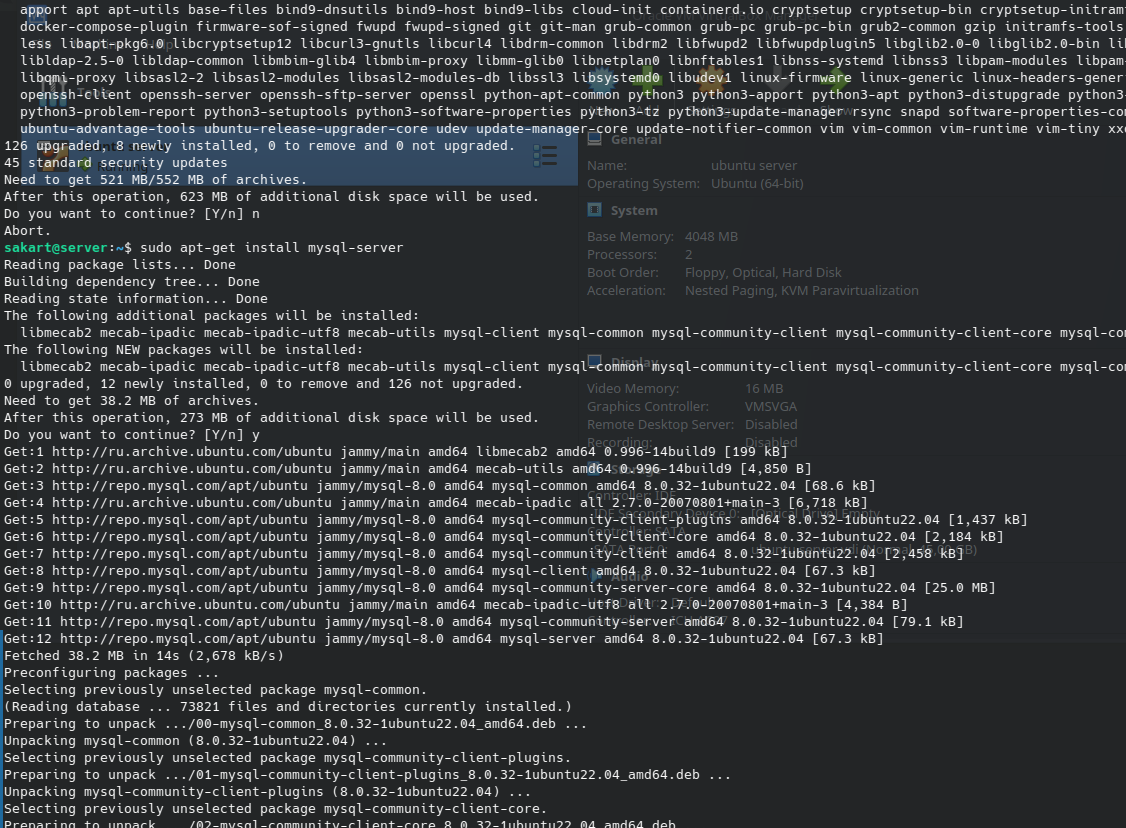 apport apt apt-utils base-files bind9-dnsutils bind9-host bind9-libs cloud-init containerd.io cryptsetup cryptsetup-bin cryptsetup-initram
docker-compose-plugin firmware-sof-signed fwupd fwupd-signed git git-man grub-common grub-pc grub-pc-bin grub2-common gzip initramfs-tools
less libapt-pkg6.0 libcryptsetup12 libcurl3-gnutls libcurl4 libdrm-common libdrm2 libfwupd2 libfwupdplugin5 libglib2.0-0 libglib2.0-bin
libldap-2.5-0 libldap-common libmbim-glib4 libmbim-proxy libmm-glib0 libnetplan0 libnftables1 libnss-systemd libnss3 libpam-modules libpam-
libqmi-proxy libsasl2-2 libsasl2-modules libsasl2-modules-db libssl3 libsystemd0 libudev1 linux-firmware linux-generic linux-headers-gener
openssh-client openssh-server openssh-sftp-server openssl python-apt-common python3 python3-apport python3-apt python3-distupgrade python3-
python3-problem-report python3-setuptools python3-software-properties python3-tz python3-update-manager rsync snapd software-properties-co
ubuntu-advantage-tools ubuntu-release-upgrader-core udev update-manager-core update-notifier-common vim vim-common vim-runtime vim-tiny
126 upgraded, 8 newly installed, 0 to remove and 0 not upgraded.
45 standard security updates
Need to get 521 MB/552 MB of archives.
After this operation, 623 MB of additional disk space will be used.
Do you want to continue? [Y/n] n
Abort.
sakart@server:~$ sudo apt-get install mysql-server
Reading package lists... Done
Building dependency tree... Done
Reading state information... Done
The following additional packages will be installed:
libmecab2 mecab-ipadic mecab-ipadic-utf8 mecab-utils mysql-client mysql-common mysql-community-client mysql-community-client-core mysql-co
The following NEW packages will be installed:
libmecab2 mecab-ipadic mecab-ipadic-utf8 mecab-utils mysql-client mysql-common mysql-community-client mysql-community-client-core mysql-co
0 upgraded, 12 newly installed, 0 to remove and 126 not upgraded.
Need to get 38.2 MB of archives.
After this operation, 273 MB of additional disk space will be used.
Do you want to continue? [Y/n] y
Get:1 http://ru.archive.ubuntu.com/ubuntu jammy/main amd64 libmecab2 amd64 0.996-14build9 [199 kB]
Get:2 http://ru.archive.ubuntu.com/ubuntu jammy/main amd64 mecab-utils amd64 0.996-14build9 [4,850 B]
Get:3 http://repo.mysql.com/apt/ubuntu jammy/mysql-8.0 amd64 mysql-common amd64 8.0.32-1ubuntu22.04 [68.6 kB]
Get:4 http://ru.archive.ubuntu.com/ubuntu jammy/main amd64 mecab-ipadic all 2.7.0-20070801+main-3 [6,718 kB]
Get:5 http://repo.mysql.com/apt/ubuntu jammy/mysql-8.0 amd64 mysql-community-client-plugins amd64 8.0.32-1ubuntu22.04 [1,437 kB]
Get:6 http://repo.mysql.com/apt/ubuntu jammy/mysql-8.0 amd64 mysql-community-client-core amd64 8.0.32-1ubuntu22.04 [2,184 kB]
Get:7 http://repo.mysql.com/apt/ubuntu jammy/mysql-8.0 amd64 mysql-community-client amd64 8.0.32-1ubuntu22.04 [2,458 kB]
Get:8 http://repo.mysql.com/apt/ubuntu jammy/mysql-8.0 amd64 mysql-client amd64 8.0.32-1ubuntu22.04 [67.3 kB]
Get:9 http://repo.mysql.com/apt/ubuntu jammy/mysql-8.0 amd64 mysql-community-server-core amd64 8.0.32-1ubuntu22.04 [25.0 MB]
Get:10 http://ru.archive.ubuntu.com/ubuntu jammy/main amd64 mecab-ipadic-utf8 all 2.7.0-20070801+main-3 [4,384 B]
Get:11 http://repo.mysql.com/apt/ubuntu jammy/mysql-8.0 amd64 mysql-community-server amd64 8.0.32-1ubuntu22.04 [79.1 kB]
Get:12 http://repo.mysql.com/apt/ubuntu jammy/mysql-8.0 amd64 mysql-server amd64 8.0.32-1ubuntu22.04 [67.3 kB]
Fetched 38.2 MB in 14s (2,678 kB/s)
Preconfiguring packages ...
Selecting previously unselected package mysql-common.
(Reading database ... 73821 files and directories currently installed.)
Preparing to unpack .../00-mysql-common_8.0.32-1ubuntu22.04_amd64.deb ...
Unpacking mysql-common (8.0.32-1ubuntu22.04) ...
Selecting previously unselected package mysql-community-client-plugins.
Preparing to unpack .../01-mysql-community-client-plugins_8.0.32-1ubuntu22.04_amd64.deb ...
Unpacking mysql-community-client-plugins (8.0.32-1ubuntu22.04) ...
Selecting previously unselected package mysql-community-client-core.
Preparing to unpack .../02-mysql-community-client-core_8.0.32-1ubuntu22.04_amd64.deb
General
Name: ubuntu server
Operating System: Ubuntu (64-bit)
System
Base Memory: 4048 MB
Processors: 2
Boot Order: Floppy, Optical, Hard Disk
Acceleration: Nested Paging, KVM Paravirtualization
Display
Video Memory: 16 MB
Graphics Controller: VMSVGA
Remote Desktop Server: Disabled
Recording: Disabled
Controller: IDE
IDE Secondary Device 0: [Optical Drive] Empty
Controller: SATA
Audio